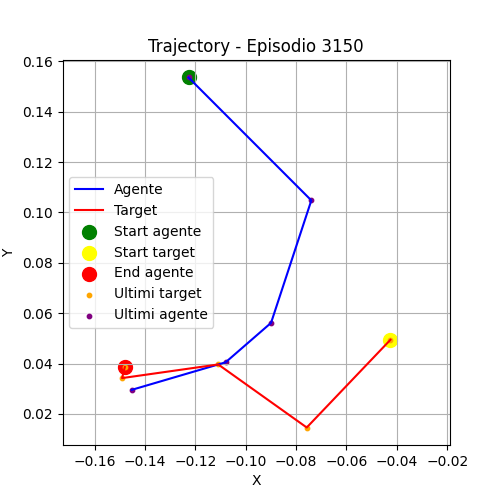 Trajectory - Episodio 3150
0.16
0.14
0.12
0.10
0.08
0.06
0.04
0.02
Y
Agente
Target
Start agente
Start target
End agente
Ultimi target
Ultimi agente
−0.16 −0.14 −0.12 −0.10 −0.08 −0.06 −0.04 −0.02
X